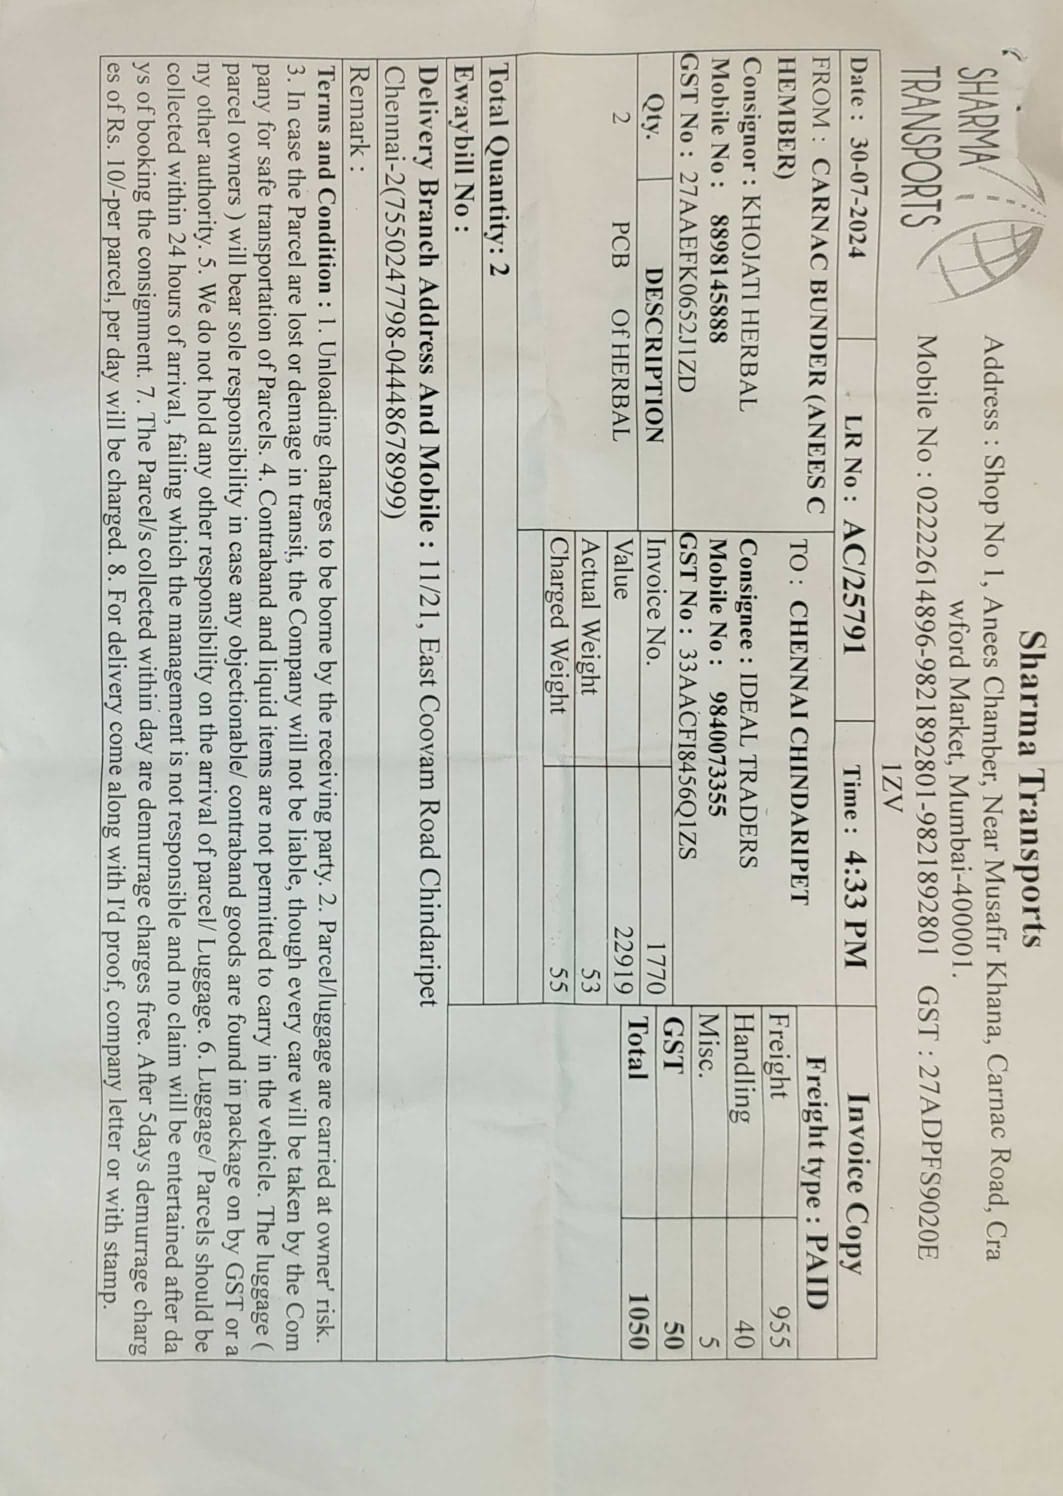 SHARMA
TRANSPORTS
Sharma Transports
Address : Shop No 1, Anees Chamber, Near Musafir Khana, Carnac Road, Cra
wford Market, Mumbai-400001.
Mobile No : 02222614896-9821892801-9821892801 GST : 27ADPFS9020E
1ZV
Date : 30-07-2024 LR No : AC/25791 Time : 4:33 PM Invoice Copy
FROM : CARNAC BUNDER (ANEES C
HEMBER)
TO : CHENNAI CHINDARIPET
Freight type : PAID
Consignor : KHOJATI HERBAL
Mobile No : 8898145888
GST No : 27AAEFK0652J1ZD
Consignee : IDEAL TRADERS
Mobile No : 9840073355
GST No : 33AACFI8456Q1ZS
Freight 955
Handling 40
Misc. 5
GST 50
Total 1050
Qty. DESCRIPTION
2 PCB Of HERBAL
Invoice No. 1770
Value 22919
Actual Weight 53
Charged Weight 55
Total Quantity: 2
Ewaybill No :
Delivery Branch Address And Mobile : 11/21, East Coovam Road Chindaripet
Chennai-2(7550247798-04448678999)
Remark :
Terms and Condition : 1. Unloading charges to be borne by the receiving party. 2. Parcel/luggage are carried at owner' risk.
3. In case the Parcel are lost or demage in transit, the Company will not be liable, though every care will be taken by the Com
pany for safe transportation of Parcels. 4. Contraband and liquid items are not permitted to carry in the vehicle. The luggage (
parcel owners ) will bear sole responsibility in case any objectionable/ contraband goods are found in package on by GST or a
ny other authority. 5. We do not hold any other responsibility on the arrival of parcel/ Luggage. 6. Luggage/ Parcels should be
collected within 24 hours of arrival, failing which the management is not responsible and no claim will be entertained after da
ys of booking the consignment. 7. The Parcel/s collected within day are demurrage charges free. After 5days demurrage charg
es of Rs. 10/-per parcel, per day will be charged. 8. For delivery come along with I'd proof, company letter or with stamp.